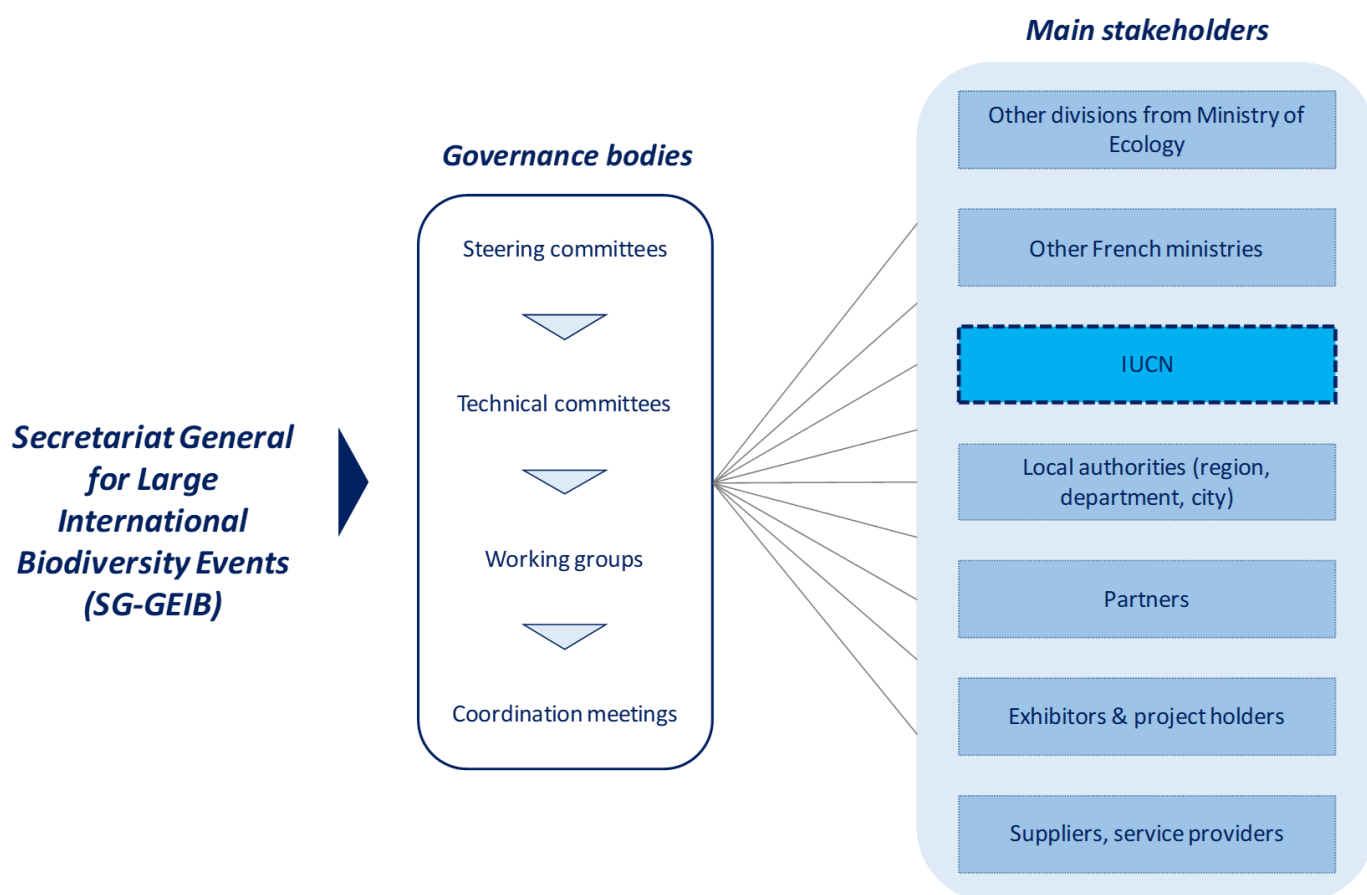 Main stakeholders
Governance bodies
Secretariat General
for Large
International
Biodiversity Events
(SG-GEIB)
Steering committees
Technical committees
Working groups
Coordination meetings
Other divisions from Ministry of
Ecology
Other French ministries
IUCN
Local authorities (region,
department, city)
Partners
Exhibitors & project holders
Suppliers, service providers